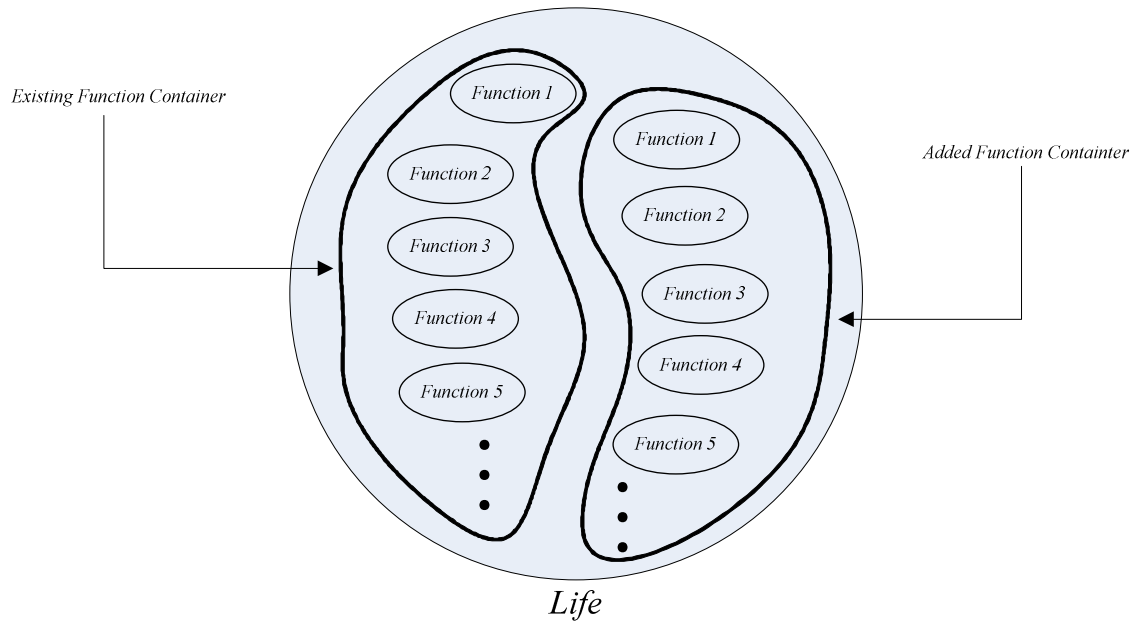 Existing Function Container
Function 1
Function 2
Function 3
Function 4
Function 5
Added Function Containter
Function 1
Function 2
Function 3
Function 4
Function 5
Life